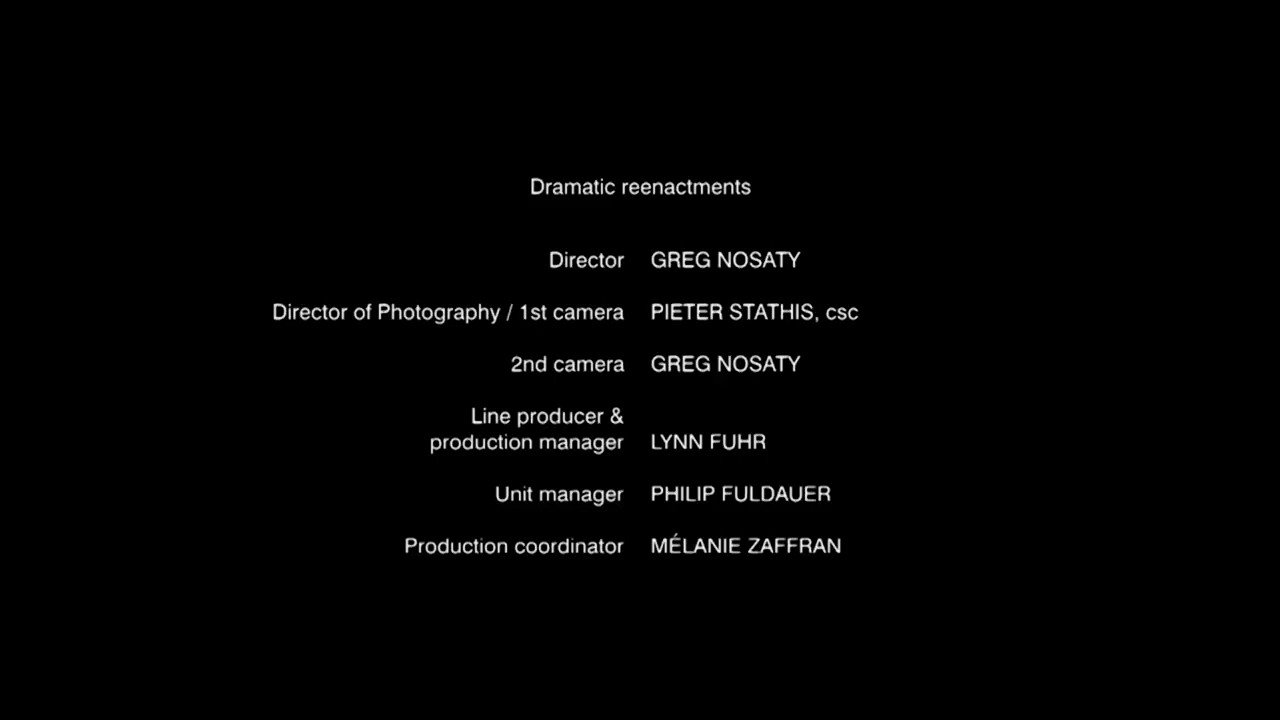 Dramatic reenactments
Director GREG NOSATY
Director of Photography / 1st camera PIETER STATHIS, csc
2nd camera GREG NOSATY
Line producer &
production manager LYNN FUHR
Unit manager PHILIP FULDAUER
Production coordinator MÉLANIE ZAFFRAN